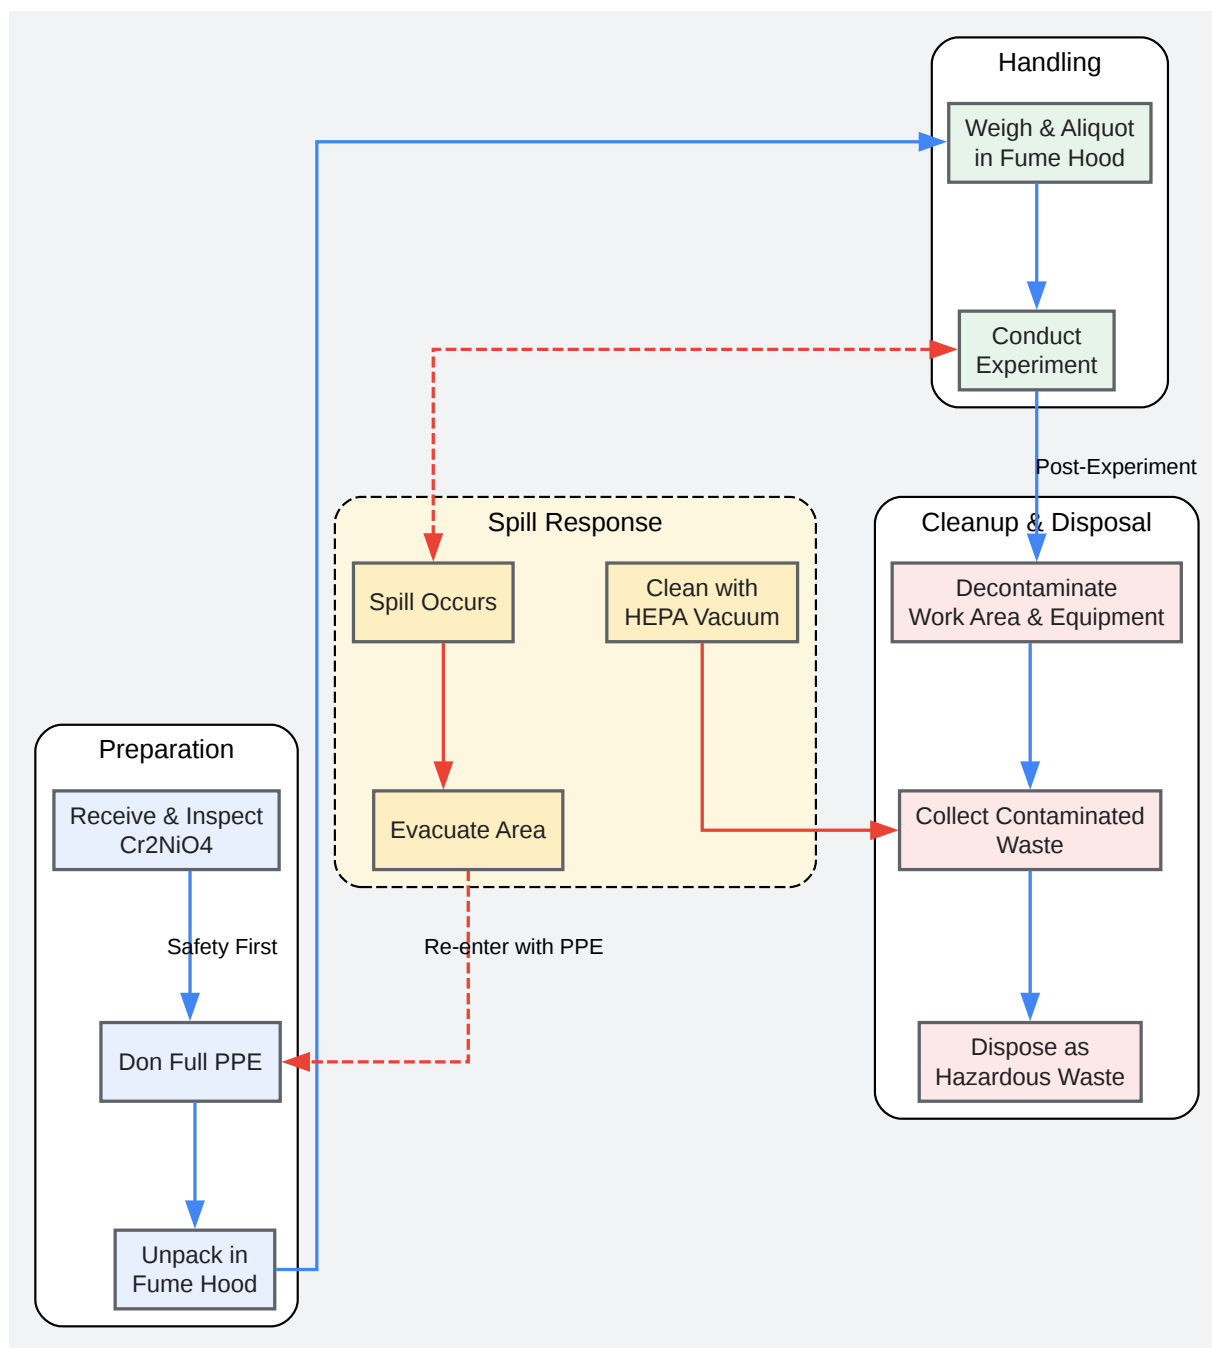 Handling
Weigh & Aliquot
in Fume Hood
Conduct
Experiment
Post-Experiment
Spill Response
Spill Occurs
Clean with
HEPA Vacuum
Evacuate Area
Re-enter with PPE
Cleanup & Disposal
Decontaminate
Work Area & Equipment
Collect Contaminated
Waste
Dispose as
Hazardous Waste
Preparation
Receive & Inspect
Cr2NiO4
Safety First
Don Full PPE
Unpack in
Fume Hood